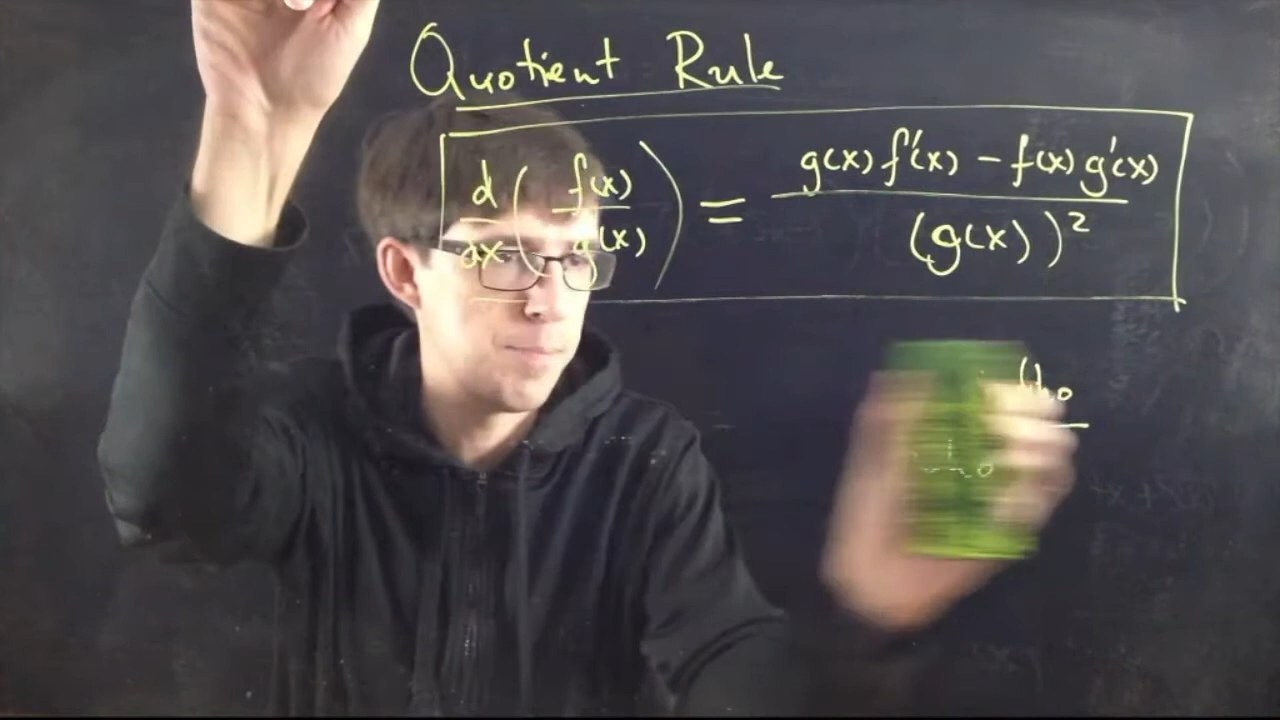 Quotient Rule
d/dx ( f(x)/g(x) ) = g(x) f'(x) - f(x) g'(x) / (g(x))²